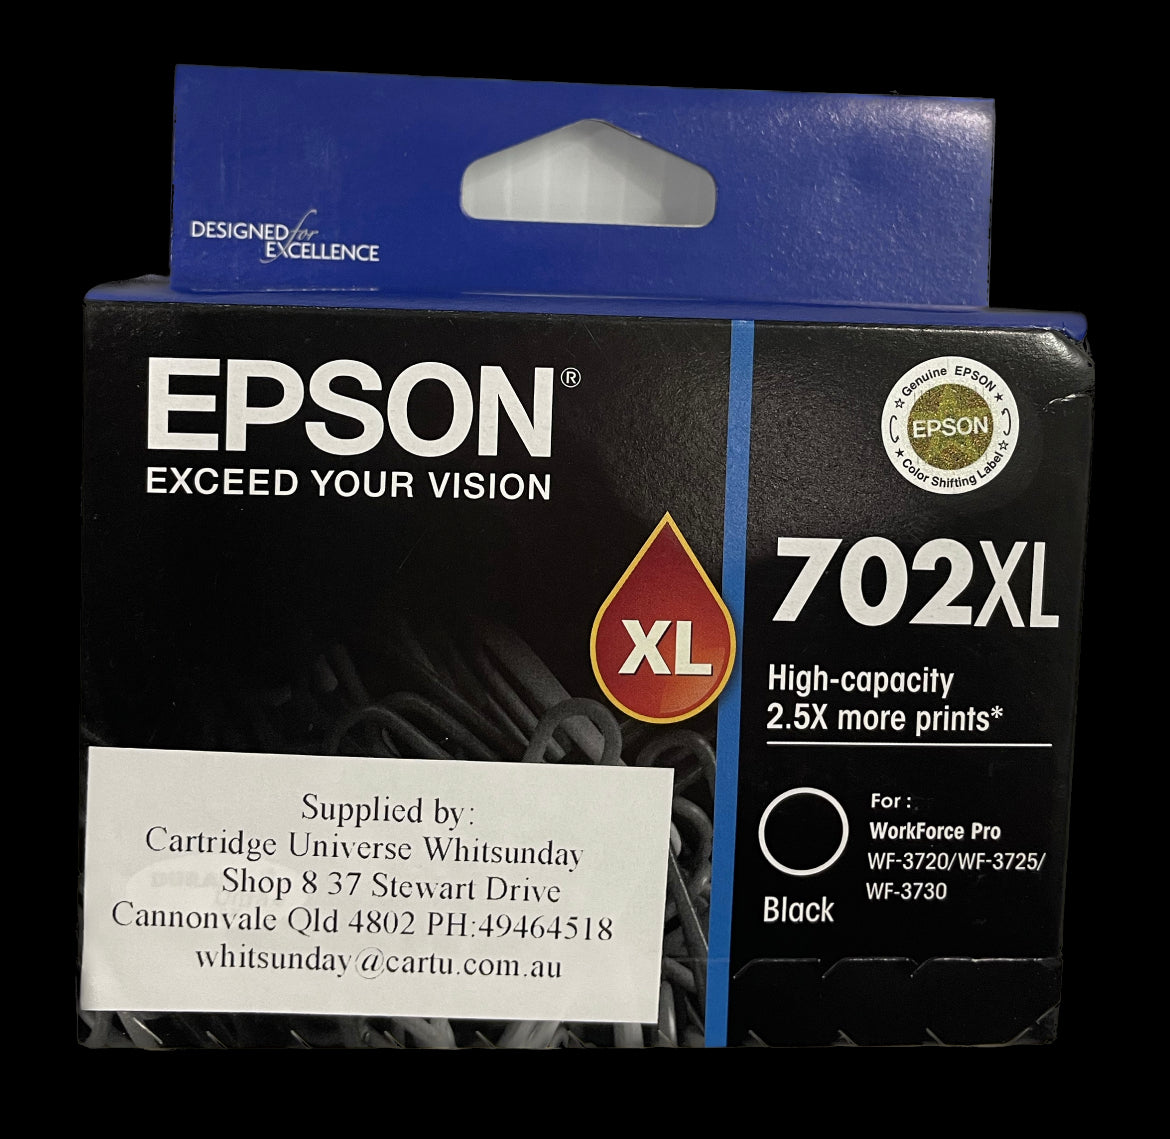 DESIGNED for
EXCELLENCE
EPSON®
EXCEED YOUR VISION
Genuine EPSON
EPSON
Color Shifting Label
XL
702XL
High-capacity
2.5X more prints*
For :
WorkForce Pro
WF-3720/WF-3725/
WF-3730
Black
Supplied by:
Cartridge Universe Whitsunday
Shop 8 37 Stewart Drive
Cannonvale Qld 4802 PH:49464518
whitsunday@cartu.com.au